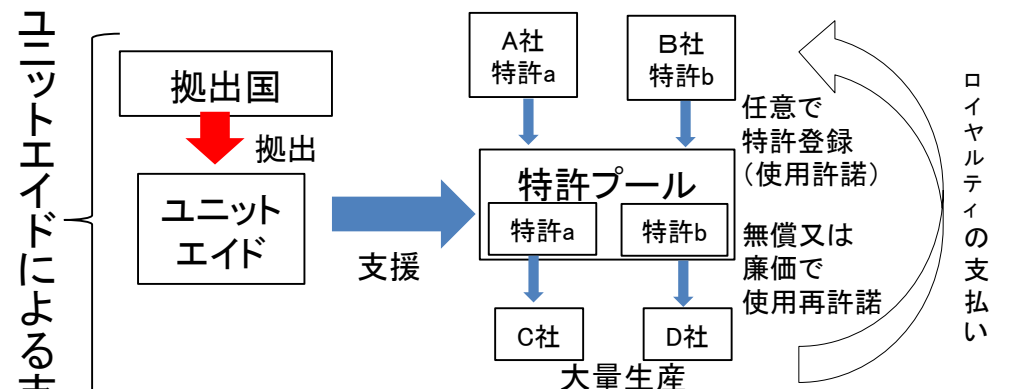 ユニットエイドによる
拠出国
拠出
ユニット
エイド
支援
A社
特許a
B社
特許b
任意で
特許登録
(使用許諾)
特許プール
特許a
特許b
無償又は
廉価で
使用再許諾
C社
D社
大量生産
ロイヤルティの支払い